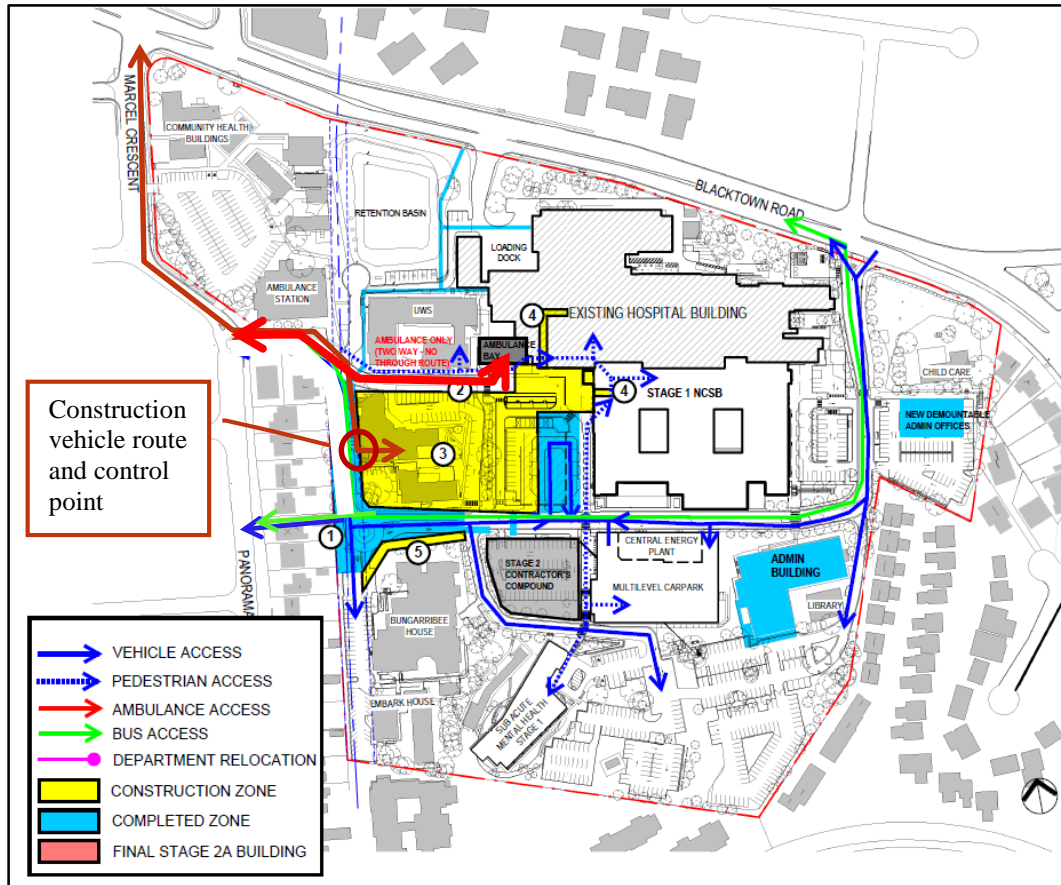 MARCEL CRESCENT
COMMUNITY HEALTH
BUILDINGS
RETENTION BASIN
BLACKTOWN ROAD
LOADING
DOCK
AMBULANCE
STATION
UWS
4
EXISTING HOSPITAL BUILDING
AMBULANCE ONLY
(TWO WAY - NO
THROUGH ROUTE)
AMBULANCE
BAY
CHILD CARE
2
4
STAGE 1 NCSB
NEW DEMOUNTABLE
ADMIN OFFICES
Construction
vehicle route
and control
point
3
1
5
CENTRAL ENERGY
PLANT
STAGE 2
CONTRACTOR'S
COMPOUND
MULTILEVEL CARPARK
ADMIN
BUILDING
LIBRARY
PANORAMA
BUNGARRIBEE
HOUSE
EMBARK HOUSE
SUB ACUTE
MENTAL HEALTH
STAGE 1
VEHICLE ACCESS
PEDESTRIAN ACCESS
AMBULANCE ACCESS
BUS ACCESS
DEPARTMENT RELOCATION
CONSTRUCTION ZONE
COMPLETED ZONE
FINAL STAGE 2A BUILDING